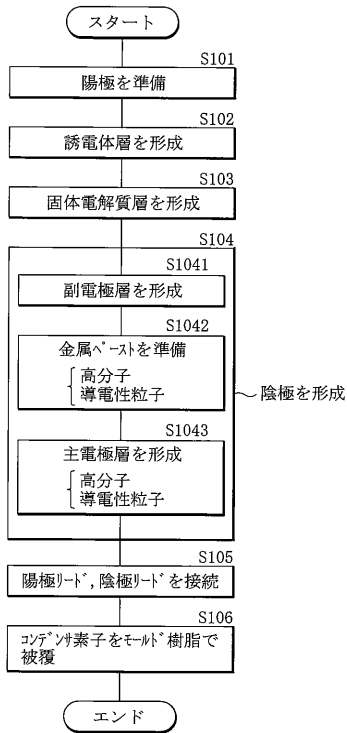 スタート
S101
陽極を準備
S102
誘電体層を形成
S103
固体電解質層を形成
S104
S1041
副電極層を形成
S1042
金属ﾍﾟｰｽﾄを準備
高分子
導電性粒子
陰極を形成
S1043
主電極層を形成
高分子
導電性粒子
S105
陽極ﾘｰﾄﾞ,陰極ﾘｰﾄﾞを接続
S106
ｺﾝﾃﾞﾝｻ素子をﾓｰﾙﾄﾞ樹脂で
被覆
エンド